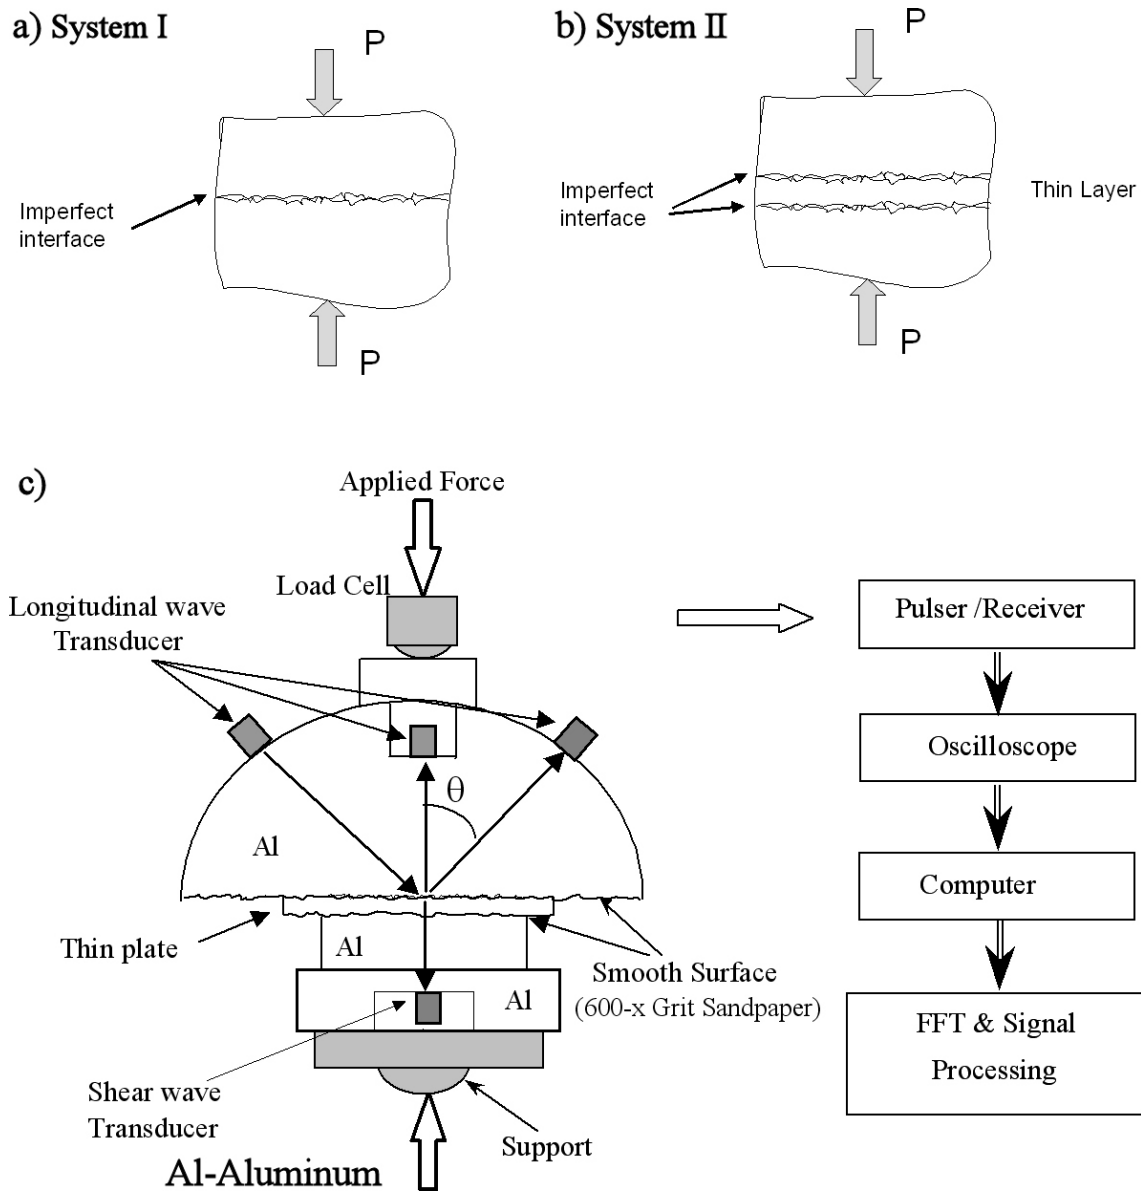 a) System I
P
Imperfect
interface
P
b) System II
P
Imperfect
interface
Thin Layer
P
c)
Applied Force
Load Cell
Longitudinal wave
Transducer
θ
Al
Thin plate
Al
Al
Smooth Surface
(600-x Grit Sandpaper)
Shear wave
Transducer
Support
Al-Aluminum
Pulser /Receiver
Oscilloscope
Computer
FFT & Signal
Processing